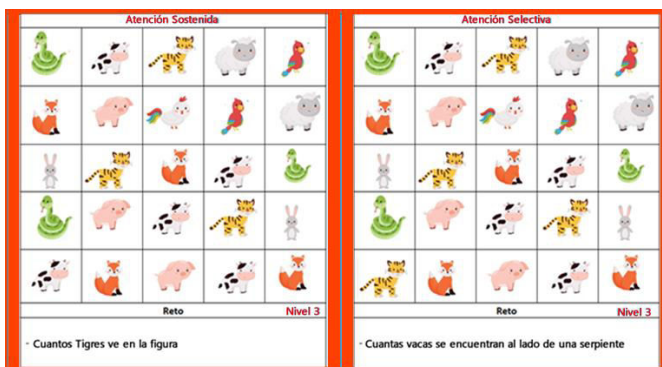 Atención Sostenida
Reto
Nivel 3
- Cuantos Tigres ve en la figura
Atención Selectiva
Reto
Nivel 3
- Cuantas vacas se encuentran al lado de una serpiente